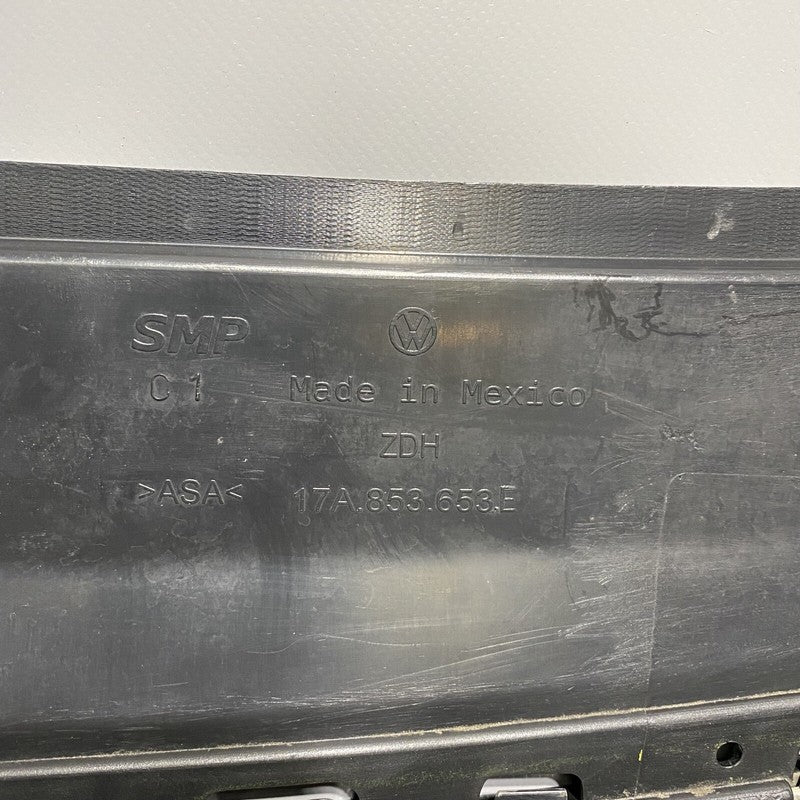 SMP
C 1
Made in Mexico
ZDH
>ASA<
17A.853.653.E